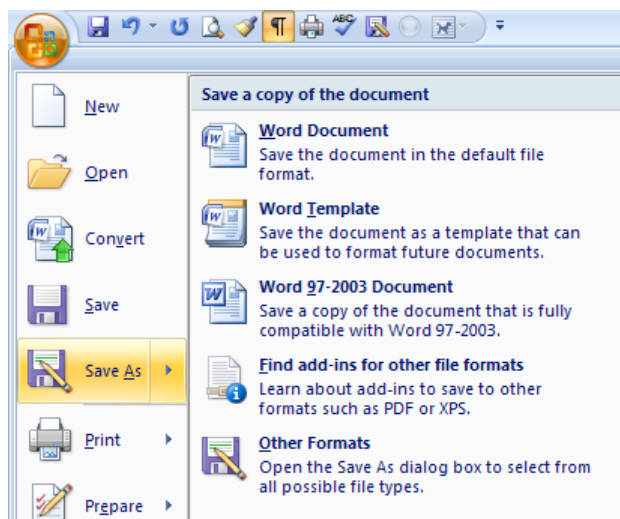 ABC
New
Open
Convert
Save
Save As
Print
Prepare
Save a copy of the document
Word Document
Save the document in the default file
format.
Word Template
Save the document as a template that can
be used to format future documents.
Word 97-2003 Document
Save a copy of the document that is fully
compatible with Word 97-2003.
Find add-ins for other file formats
Learn about add-ins to save to other
formats such as PDF or XPS.
Other Formats
Open the Save As dialog box to select from
all possible file types.